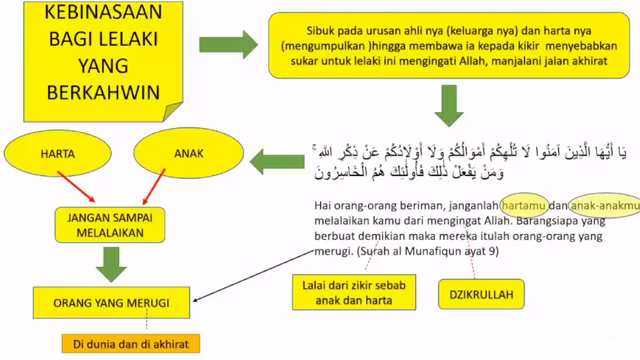 KEBINASAAN
BAGI LELAKI
YANG
BERKAHWIN
Sibuk pada urusan ahli nya (keluarga nya) dan harta nya
(mengumpulkan )hingga membawa ia kepada kikir menyebabkan
sukar untuk lelaki ini mengingati Allah, manjalani jalan akhirat
يَا أَيُّهَا الَّذِينَ آمَنُوا لَا تُلْهِكُمْ أَمْوَالُكُمْ وَلَا أَوْلَادُكُمْ عَنْ ذِكْرِ اللَّهِ ۚ
وَمَنْ يَفْعَلْ ذَٰلِكَ فَأُولَٰئِكَ هُمُ الْخَاسِرُونَ
Hai orang-orang beriman, janganlah hartamu dan anak-anakmu
melalaikan kamu dari mengingat Allah. Barangsiapa yang
berbuat demikian maka mereka itulah orang-orang yang
merugi. (Surah al Munafiqun ayat 9)
HARTA
ANAK
JANGAN SAMPAI
MELALAIKAN
ORANG YANG MERUGI
Di dunia dan di akhirat
Lalai dari zikir sebab
anak dan harta
DZIKRULLAH